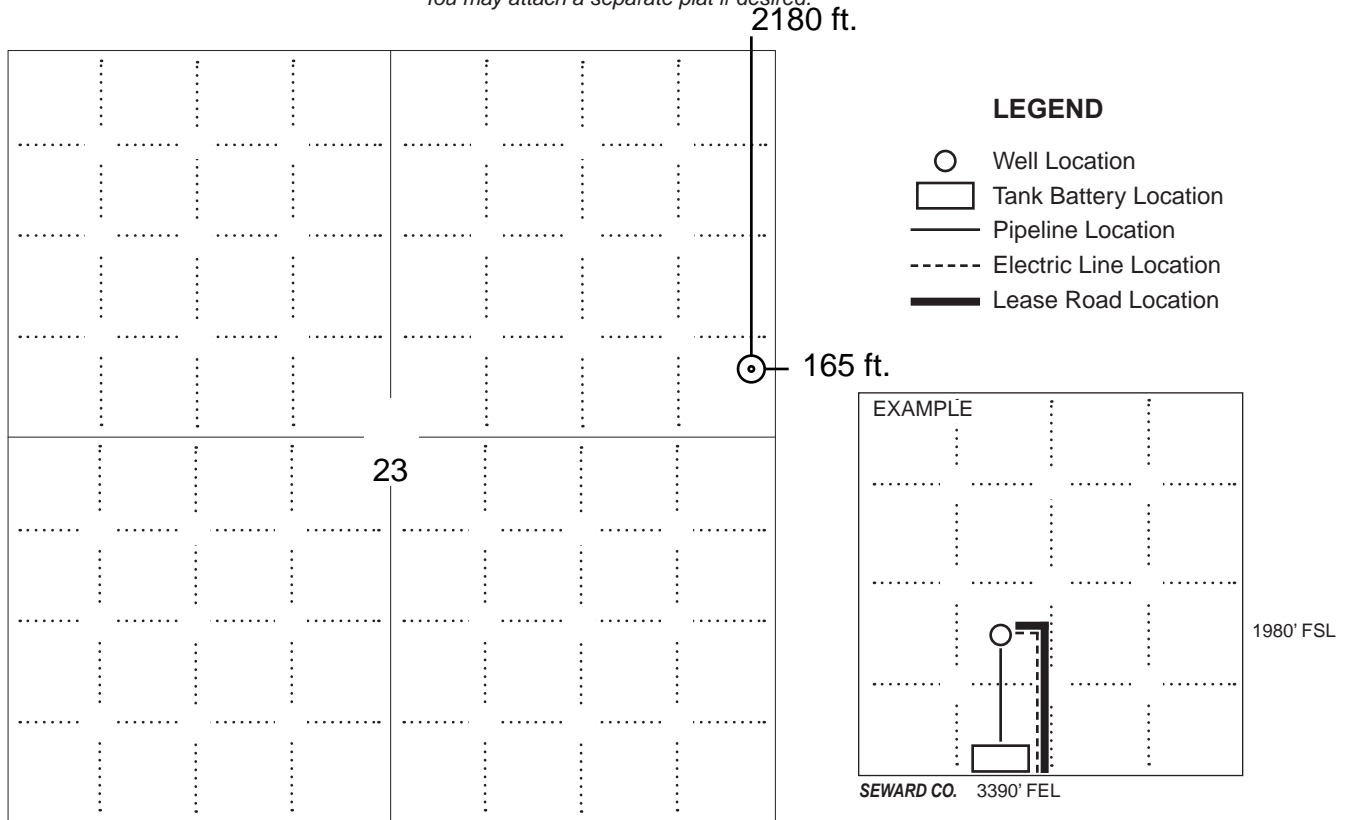 You may attach a separate plat if desired.
2180 ft.
165 ft.
23
LEGEND
Well Location
Tank Battery Location
Pipeline Location
Electric Line Location
Lease Road Location
EXAMPLE
1980' FSL
SEWARD CO. 3390' FEL